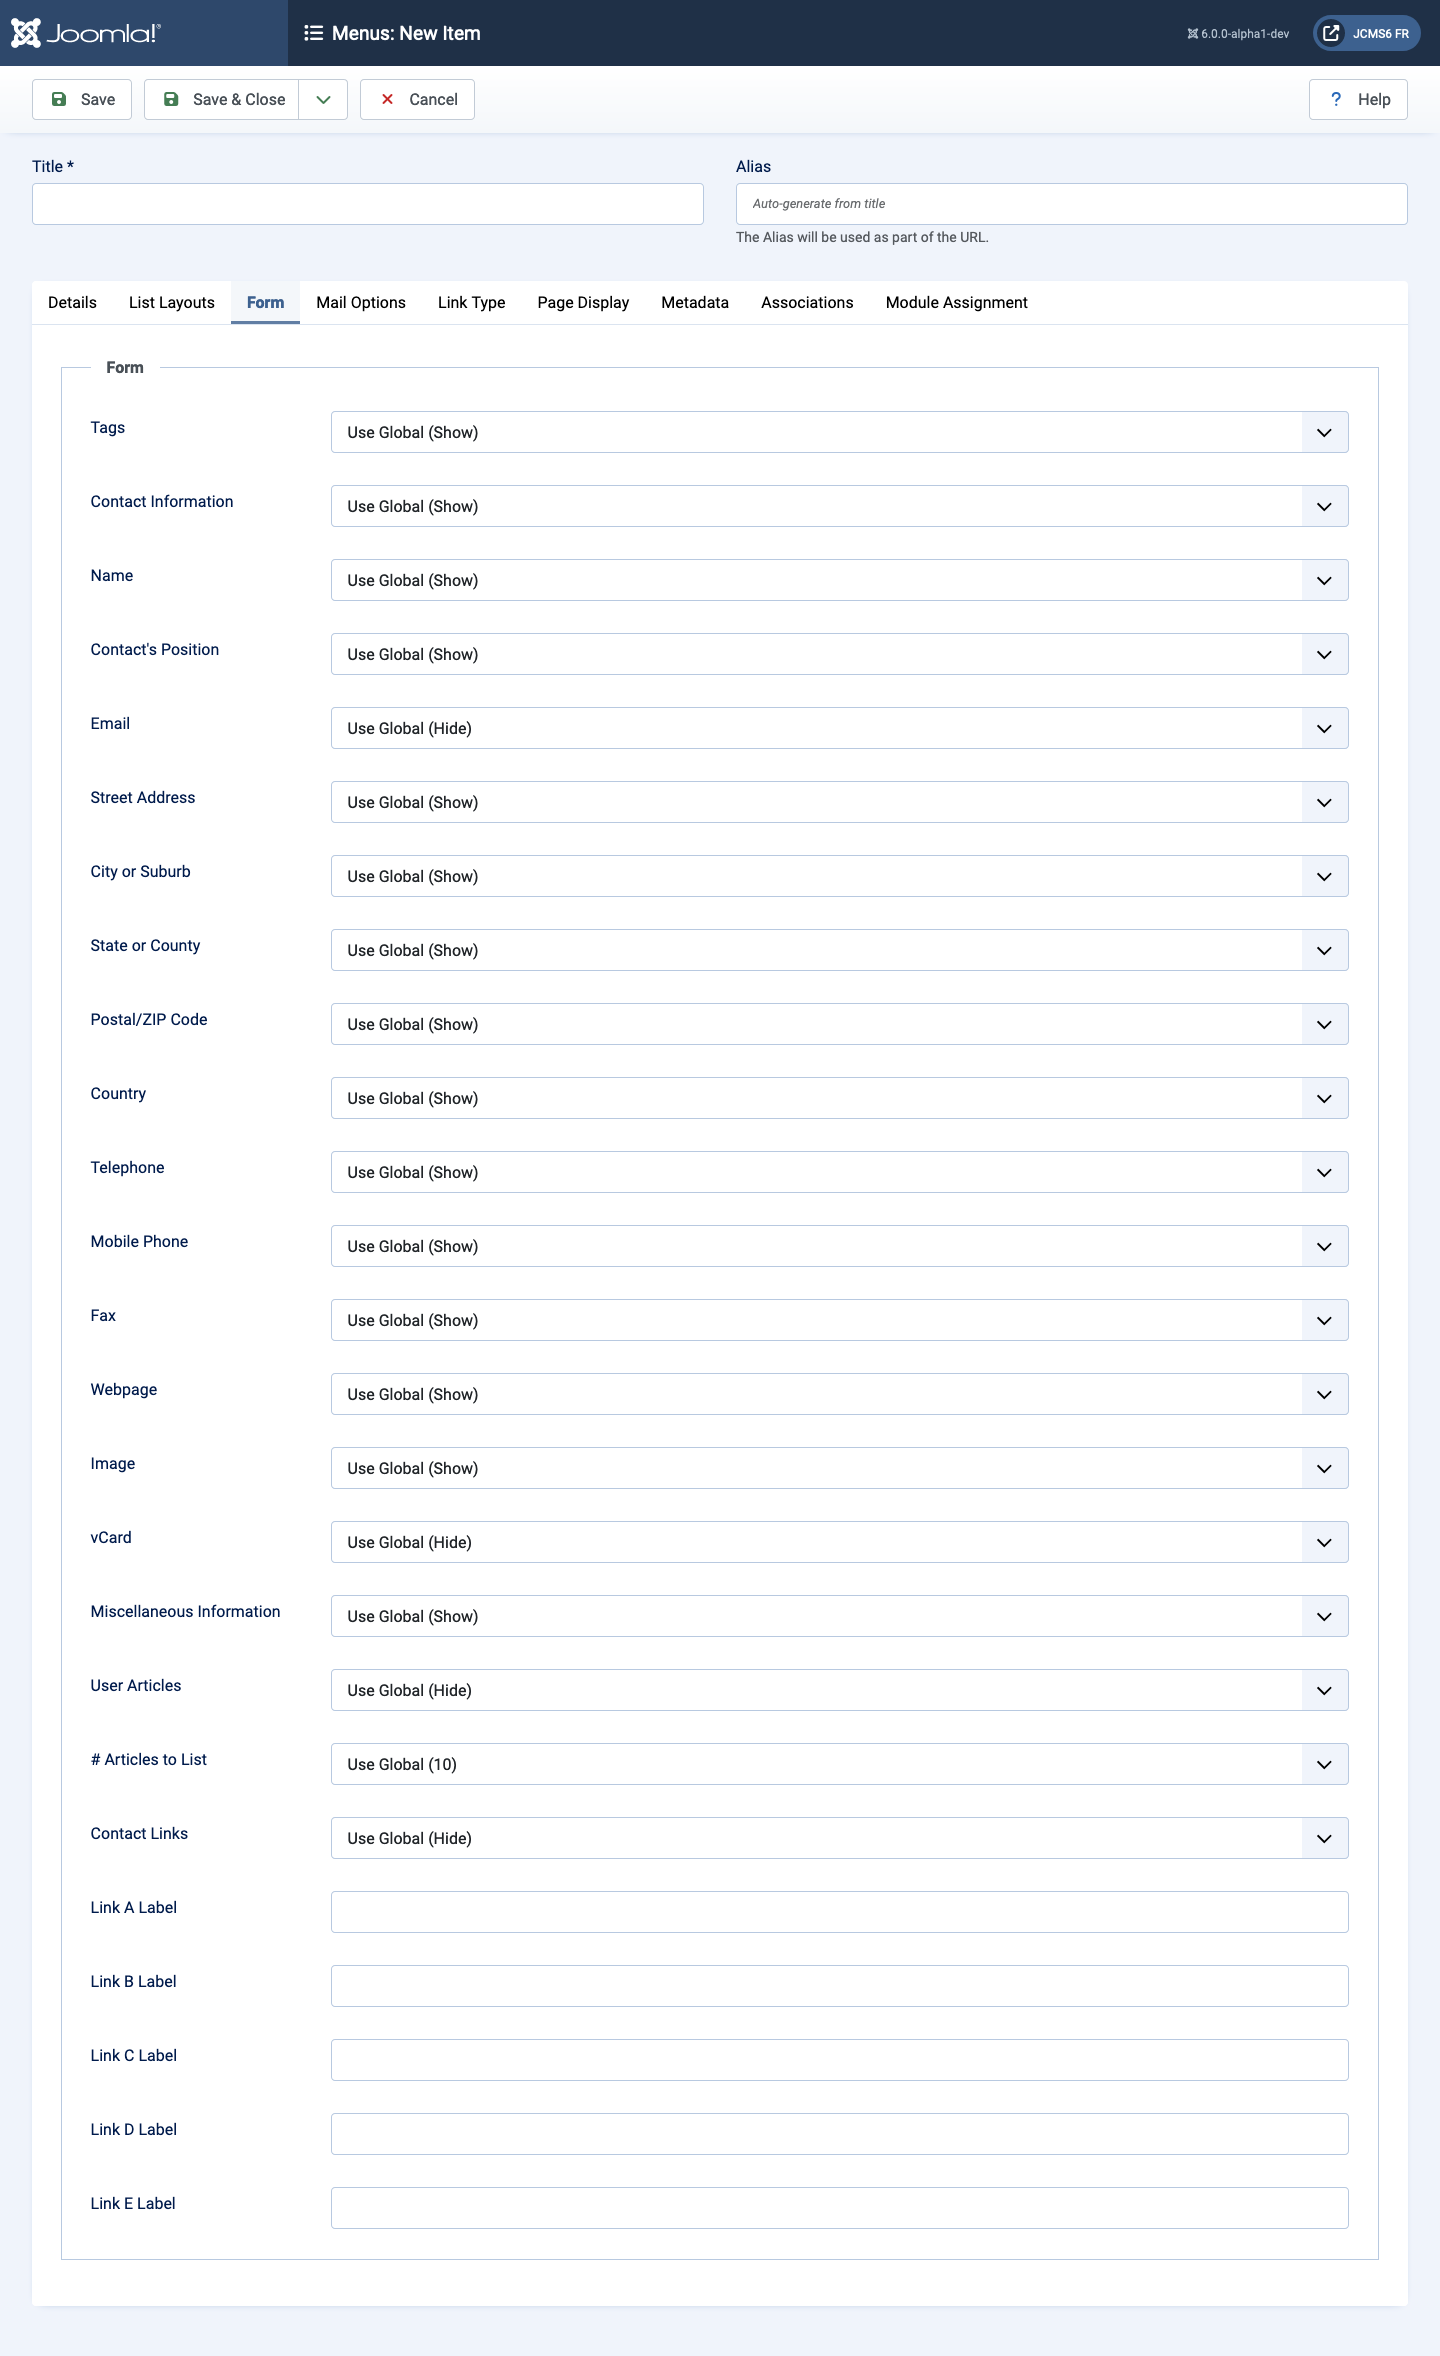 Joomla!®
Menus: New Item
6.0.0-alpha1-dev
JCMS6 FR
Save
Save & Close
Cancel
? Help
Title *
Alias
Auto-generate from title
The Alias will be used as part of the URL.
Details List Layouts Form Mail Options Link Type Page Display Metadata Associations Module Assignment
Form
Tags Use Global (Show)
Contact Information Use Global (Show)
Name Use Global (Show)
Contact's Position Use Global (Show)
Email Use Global (Hide)
Street Address Use Global (Show)
City or Suburb Use Global (Show)
State or County Use Global (Show)
Postal/ZIP Code Use Global (Show)
Country Use Global (Show)
Telephone Use Global (Show)
Mobile Phone Use Global (Show)
Fax Use Global (Show)
Webpage Use Global (Show)
Image Use Global (Show)
vCard Use Global (Hide)
Miscellaneous Information Use Global (Show)
User Articles Use Global (Hide)
# Articles to List Use Global (10)
Contact Links Use Global (Hide)
Link A Label
Link B Label
Link C Label
Link D Label
Link E Label